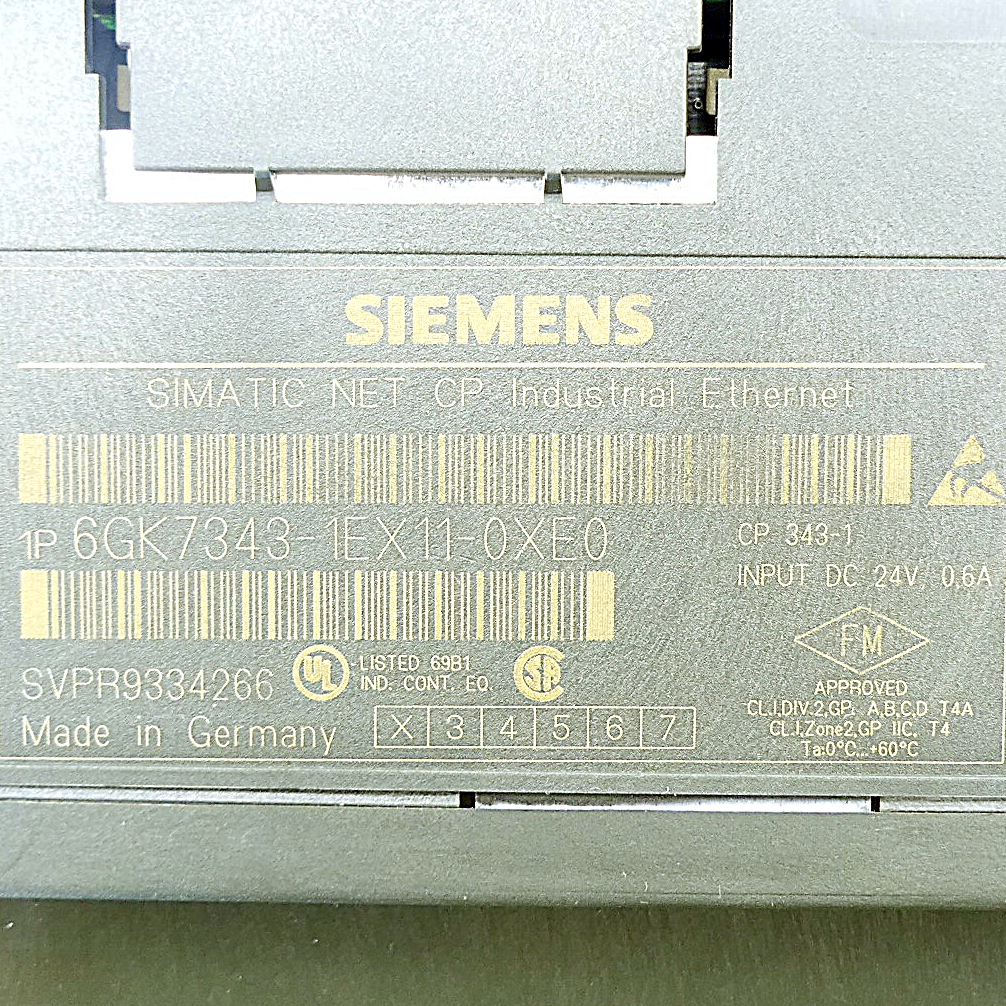 SIEMENS
SIMATIC NET CP Industrial Ethernet
1P 6GK7343-1EX11-0XE0
CP 343-1
INPUT DC 24V 0.6A
SVPR9334266
UL
LISTED 69B1
IND. CONT. EQ.
SP
FM
APPROVED
CL.I,DIV.2,GP. A,B,C,D T4A
CL.I,Zone2,GP IIC, T4
Ta:0°C...+60°C
Made in Germany
X 3 4 5 6 7